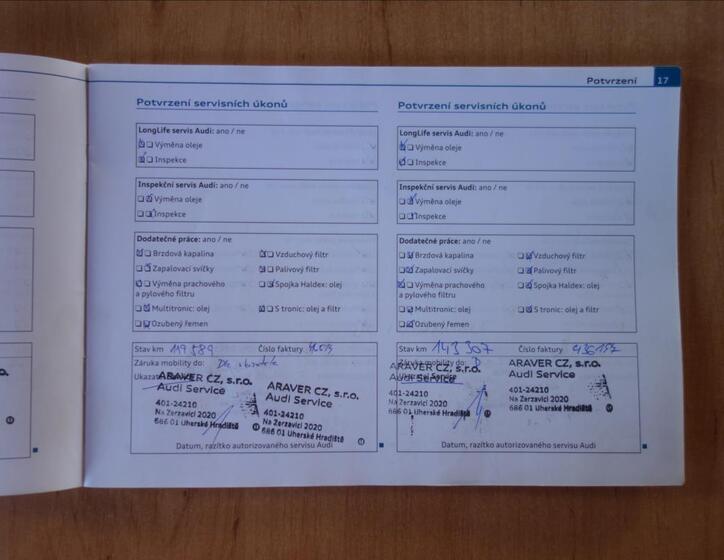 Potvrzení 17
Potvrzení servisních úkonů
LongLife servis Audi: ano / ne
Výměna oleje
Inspekce
Inspekční servis Audi: ano / ne
Výměna oleje
Inspekce
Dodatečné práce: ano / ne
Brzdová kapalina
Vzduchový filtr
Zapalovací svíčky
Palivový filtr
Výměna prachového
a pylového filtru
Spojka Haldex: olej
Multitronic: olej
S tronic: olej a filtr
Ozubený řemen
Stav km 119 589 Číslo faktury
Záruka mobility do:
ARAVER CZ, s.r.o.
Audi Service
401-24210
Na Zerzavici 2020
686 01 Uherské Hradiště
ARAVER CZ, s.r.o.
Audi Service
401-24210
Na Zerzavici 2020
686 01 Uherské Hradiště
Datum, razítko autorizovaného servisu Audi
Potvrzení servisních úkonů
LongLife servis Audi: ano / ne
Výměna oleje
Inspekce
Inspekční servis Audi: ano / ne
Výměna oleje
Inspekce
Dodatečné práce: ano / ne
Brzdová kapalina
Vzduchový filtr
Zapalovací svíčky
Palivový filtr
Výměna prachového
a pylového filtru
Spojka Haldex: olej
Multitronic: olej
S tronic: olej a filtr
Ozubený řemen
Stav km 143 307 Číslo faktury
Záruka mobility do:
ARAVER CZ, s.r.o.
Audi Service
401-24210
Na Zerzavici 2020
686 01 Uherské Hradiště
ARAVER CZ, s.r.o.
Audi Service
401-24210
Na Zerzavici 2020
686 01 Uherské Hradiště
Datum, razítko autorizovaného servisu Audi